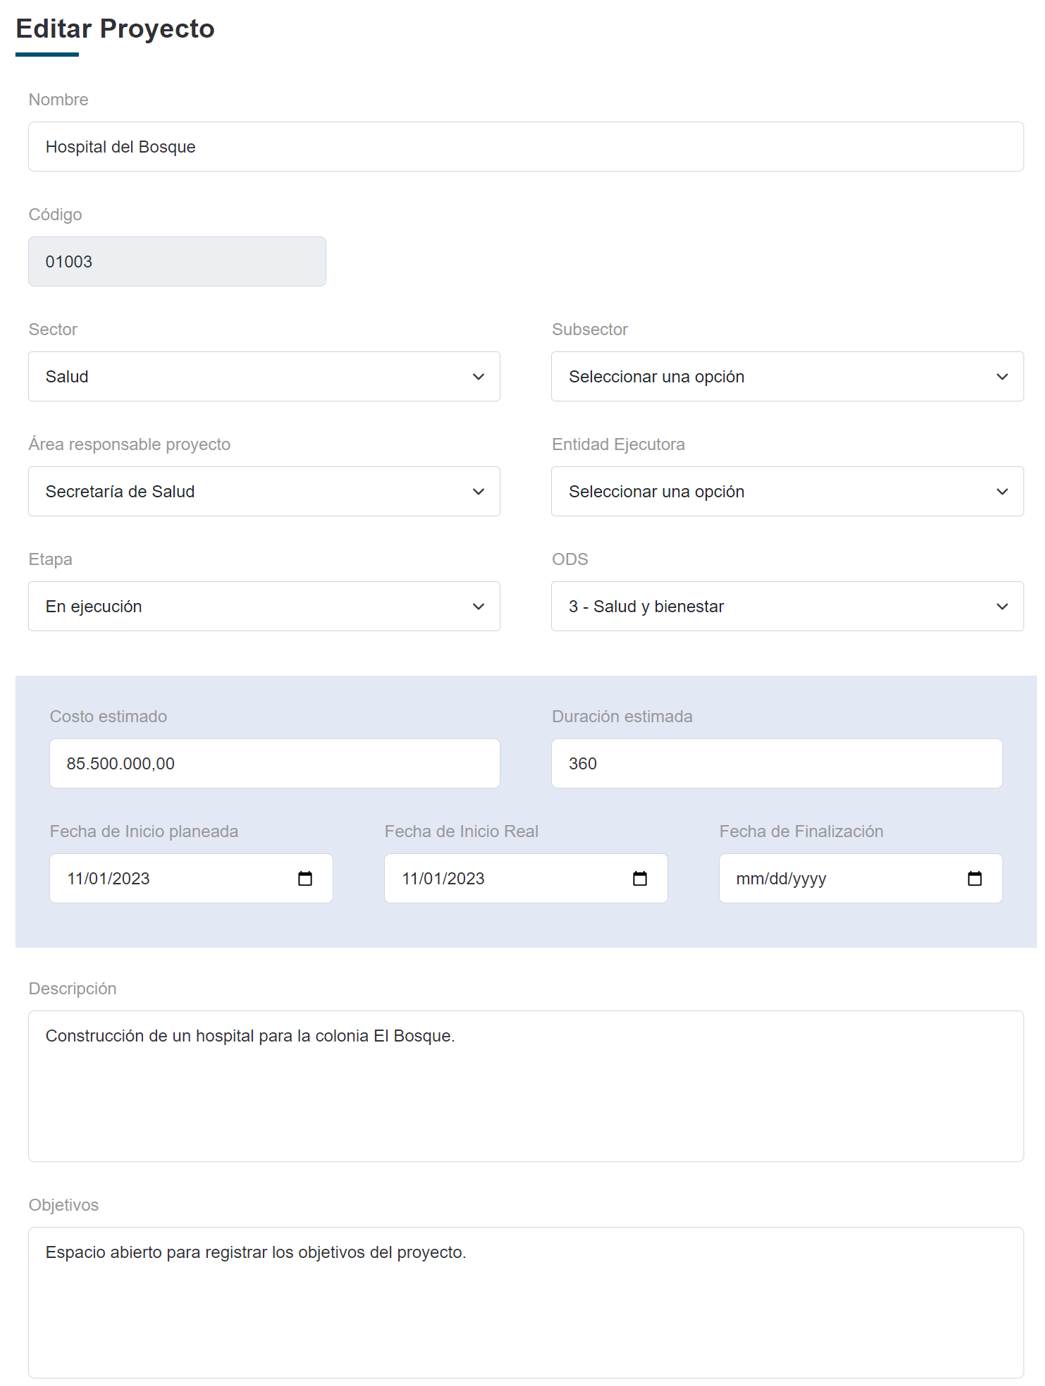 Editar Proyecto
Nombre
Hospital del Bosque
Código
01003
Sector
Subsector
Salud
Seleccionar una opción
Área responsable proyecto
Entidad Ejecutora
Secretaría de Salud
Seleccionar una opción
Etapa
ODS
En ejecución
3 - Salud y bienestar
Costo estimado
Duración estimada
85.500.000,00
360
Fecha de Inicio planeada
Fecha de Inicio Real
Fecha de Finalización
11/01/2023
11/01/2023
mm/dd/yyyy
Descripción
Construcción de un hospital para la colonia El Bosque.
Objetivos
Espacio abierto para registrar los objetivos del proyecto.